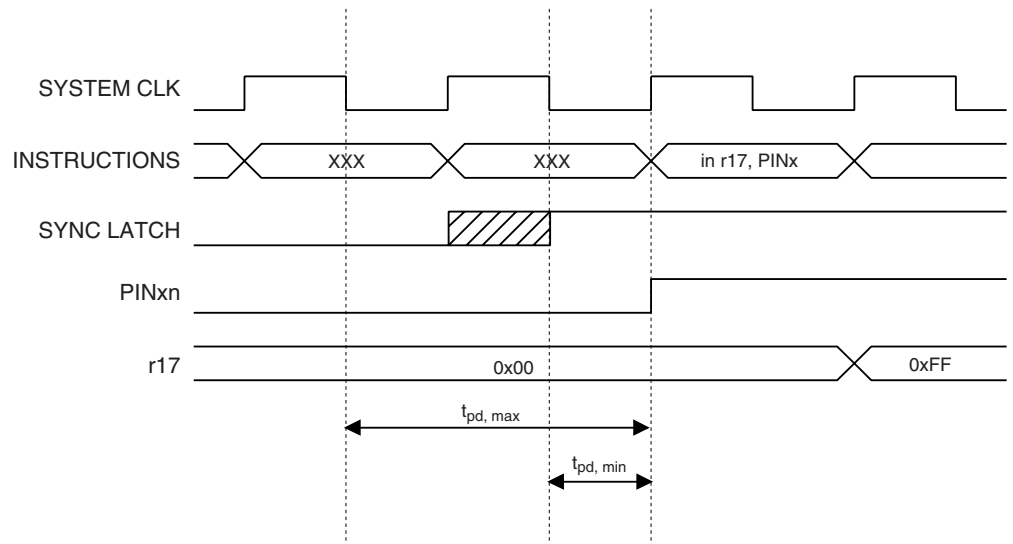 SYSTEM CLK
INSTRUCTIONS XXX XXX in r17, PINx
SYNC LATCH
PINxn
r17 0x00 0xFF
tpd, max
tpd, min